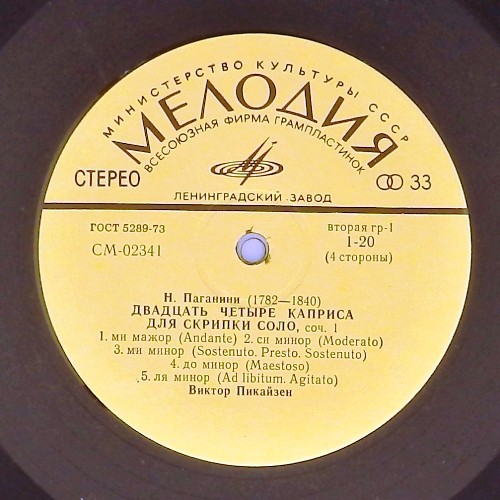 МИНИСТЕРСТВО КУЛЬТУРЫ СССР
МЕЛОДИЯ
ВСЕСОЮЗНАЯ ФИРМА ГРАМПЛАСТИНОК
СТЕРЕО
33
ЛЕНИНГРАДСКИЙ ЗАВОД
ГОСТ 5289-73
СМ-02341
вторая гр-1
1-20
(4 стороны)
Н. Паганини (1782—1840)
ДВАДЦАТЬ ЧЕТЫРЕ КАПРИСА
ДЛЯ СКРИПКИ СОЛО, соч. 1
1. ми мажор (Andante) 2. си минор (Moderato)
3. ми минор (Sostenuto. Presto. Sostenuto)
4. до минор (Maestoso)
5. ля минор (Ad libitum. Agitato)
Виктор Пикайзен